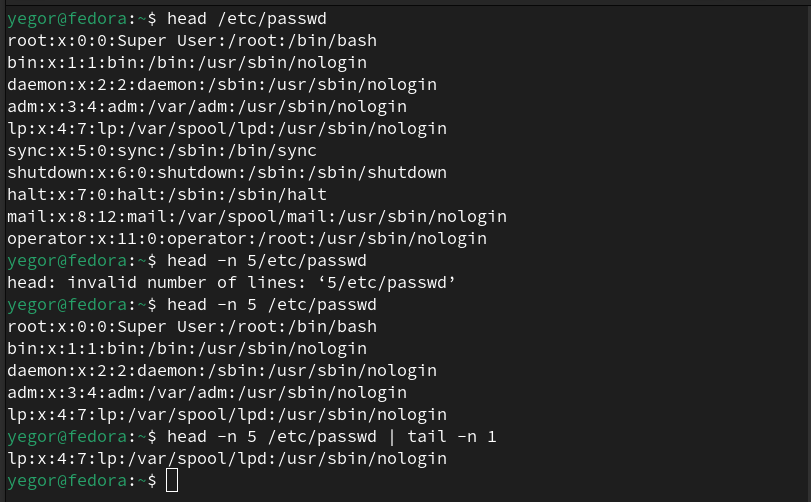 yegor@fedora:~$ head /etc/passwd
root:x:0:0:Super User:/root:/bin/bash
bin:x:1:1:bin:/bin:/usr/sbin/nologin
daemon:x:2:2:daemon:/sbin:/usr/sbin/nologin
adm:x:3:4:adm:/var/adm:/usr/sbin/nologin
lp:x:4:7:lp:/var/spool/lpd:/usr/sbin/nologin
sync:x:5:0:sync:/sbin:/bin/sync
shutdown:x:6:0:shutdown:/sbin:/sbin/shutdown
halt:x:7:0:halt:/sbin:/sbin/halt
mail:x:8:12:mail:/var/spool/mail:/usr/sbin/nologin
operator:x:11:0:operator:/root:/usr/sbin/nologin
yegor@fedora:~$ head -n 5/etc/passwd
head: invalid number of lines: ‘5/etc/passwd’
yegor@fedora:~$ head -n 5 /etc/passwd
root:x:0:0:Super User:/root:/bin/bash
bin:x:1:1:bin:/bin:/usr/sbin/nologin
daemon:x:2:2:daemon:/sbin:/usr/sbin/nologin
adm:x:3:4:adm:/var/adm:/usr/sbin/nologin
lp:x:4:7:lp:/var/spool/lpd:/usr/sbin/nologin
yegor@fedora:~$ head -n 5 /etc/passwd | tail -n 1
lp:x:4:7:lp:/var/spool/lpd:/usr/sbin/nologin
yegor@fedora:~$